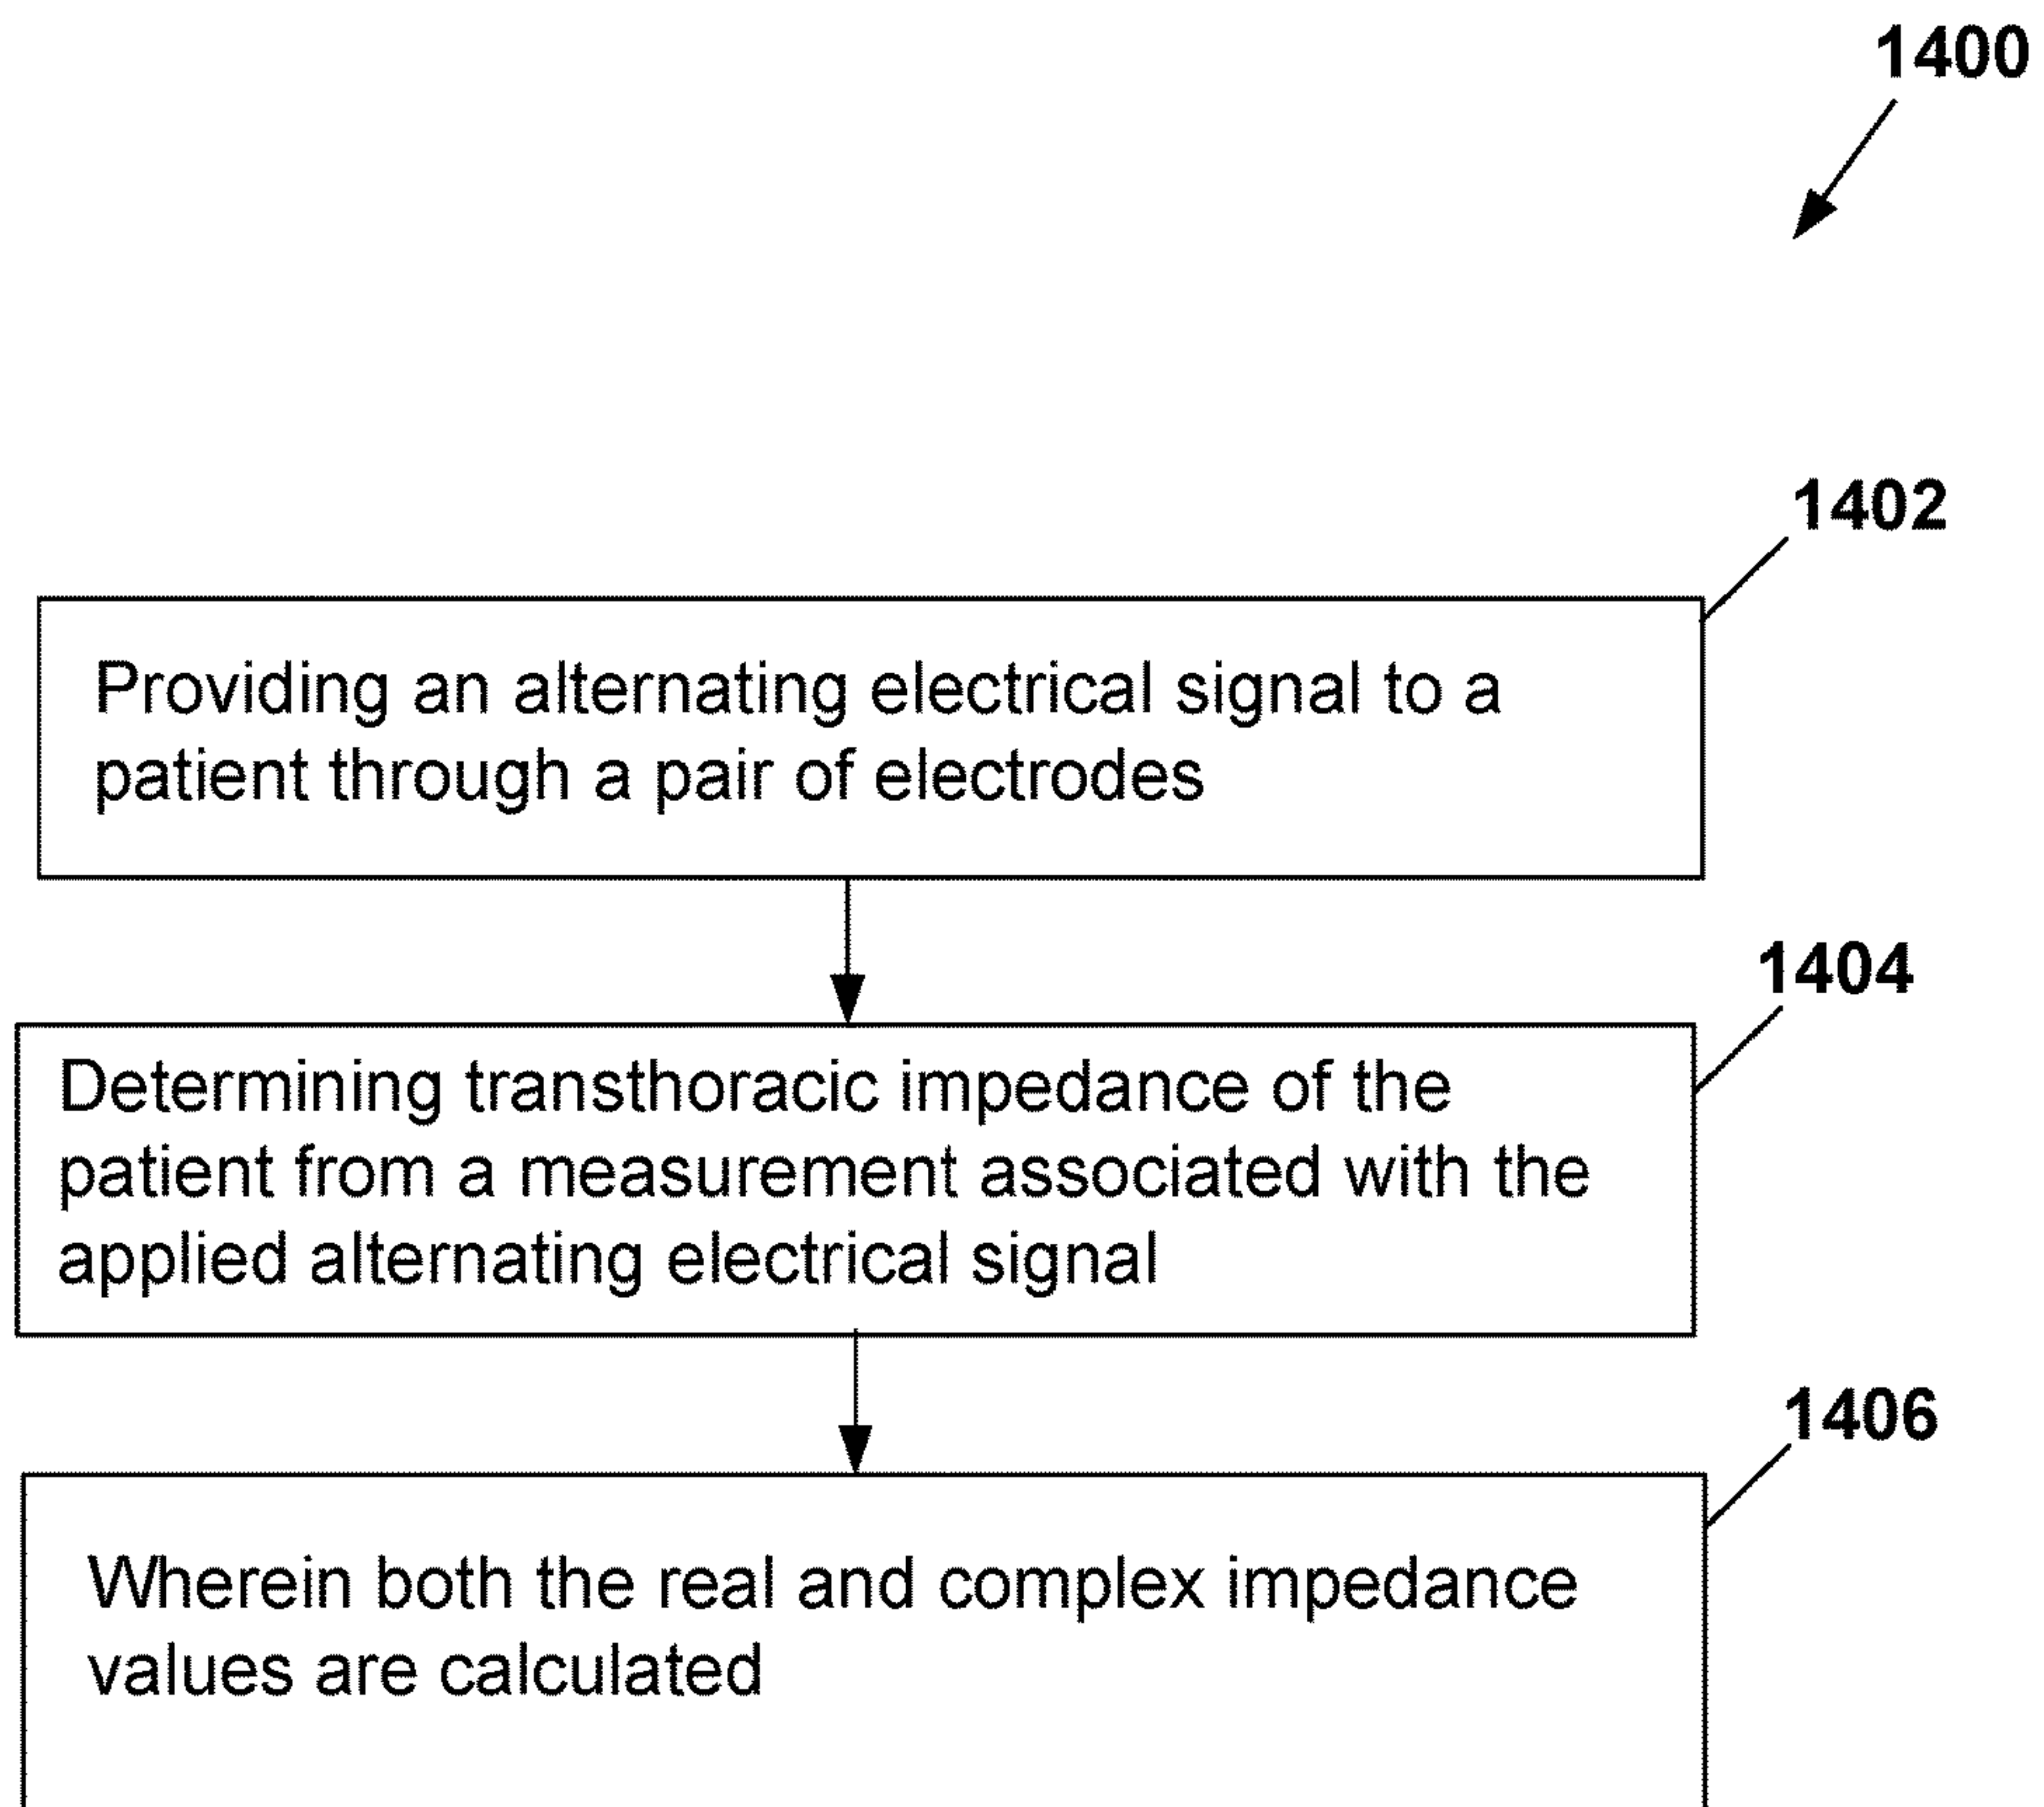 1400
1402
Providing an alternating electrical signal to a
patient through a pair of electrodes
1404
Determining transthoracic impedance of the
patient from a measurement associated with the
applied alternating electrical signal
1406
Wherein both the real and complex impedance
values are calculated